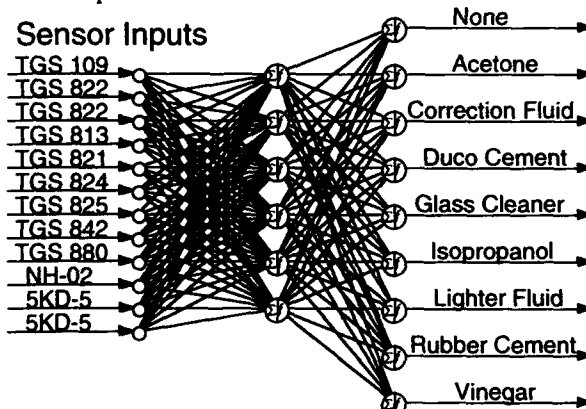 Sensor Inputs
TGS 109
TGS 822
TGS 822
TGS 813
TGS 821
TGS 824
TGS 825
TGS 842
TGS 880
NH-02
5KD-5
5KD-5
None
Acetone
Correction Fluid
Duco Cement
Glass Cleaner
Isopropanol
Lighter Fluid
Rubber Cement
Vinegar